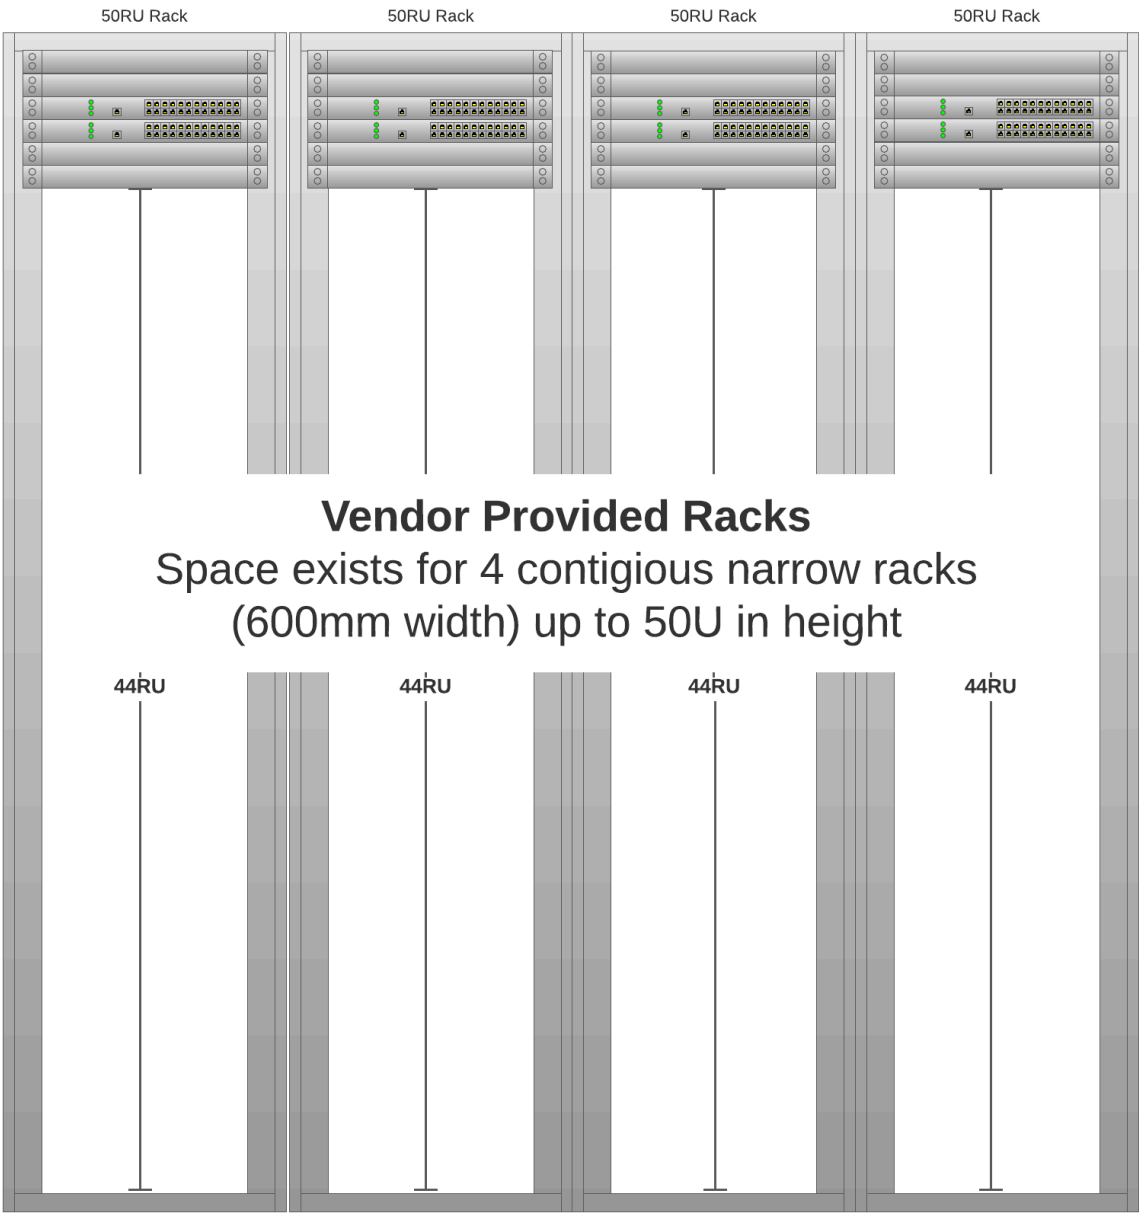 50RU Rack
50RU Rack
50RU Rack
50RU Rack
Vendor Provided Racks
Space exists for 4 contigious narrow racks
(600mm width) up to 50U in height
44RU
44RU
44RU
44RU